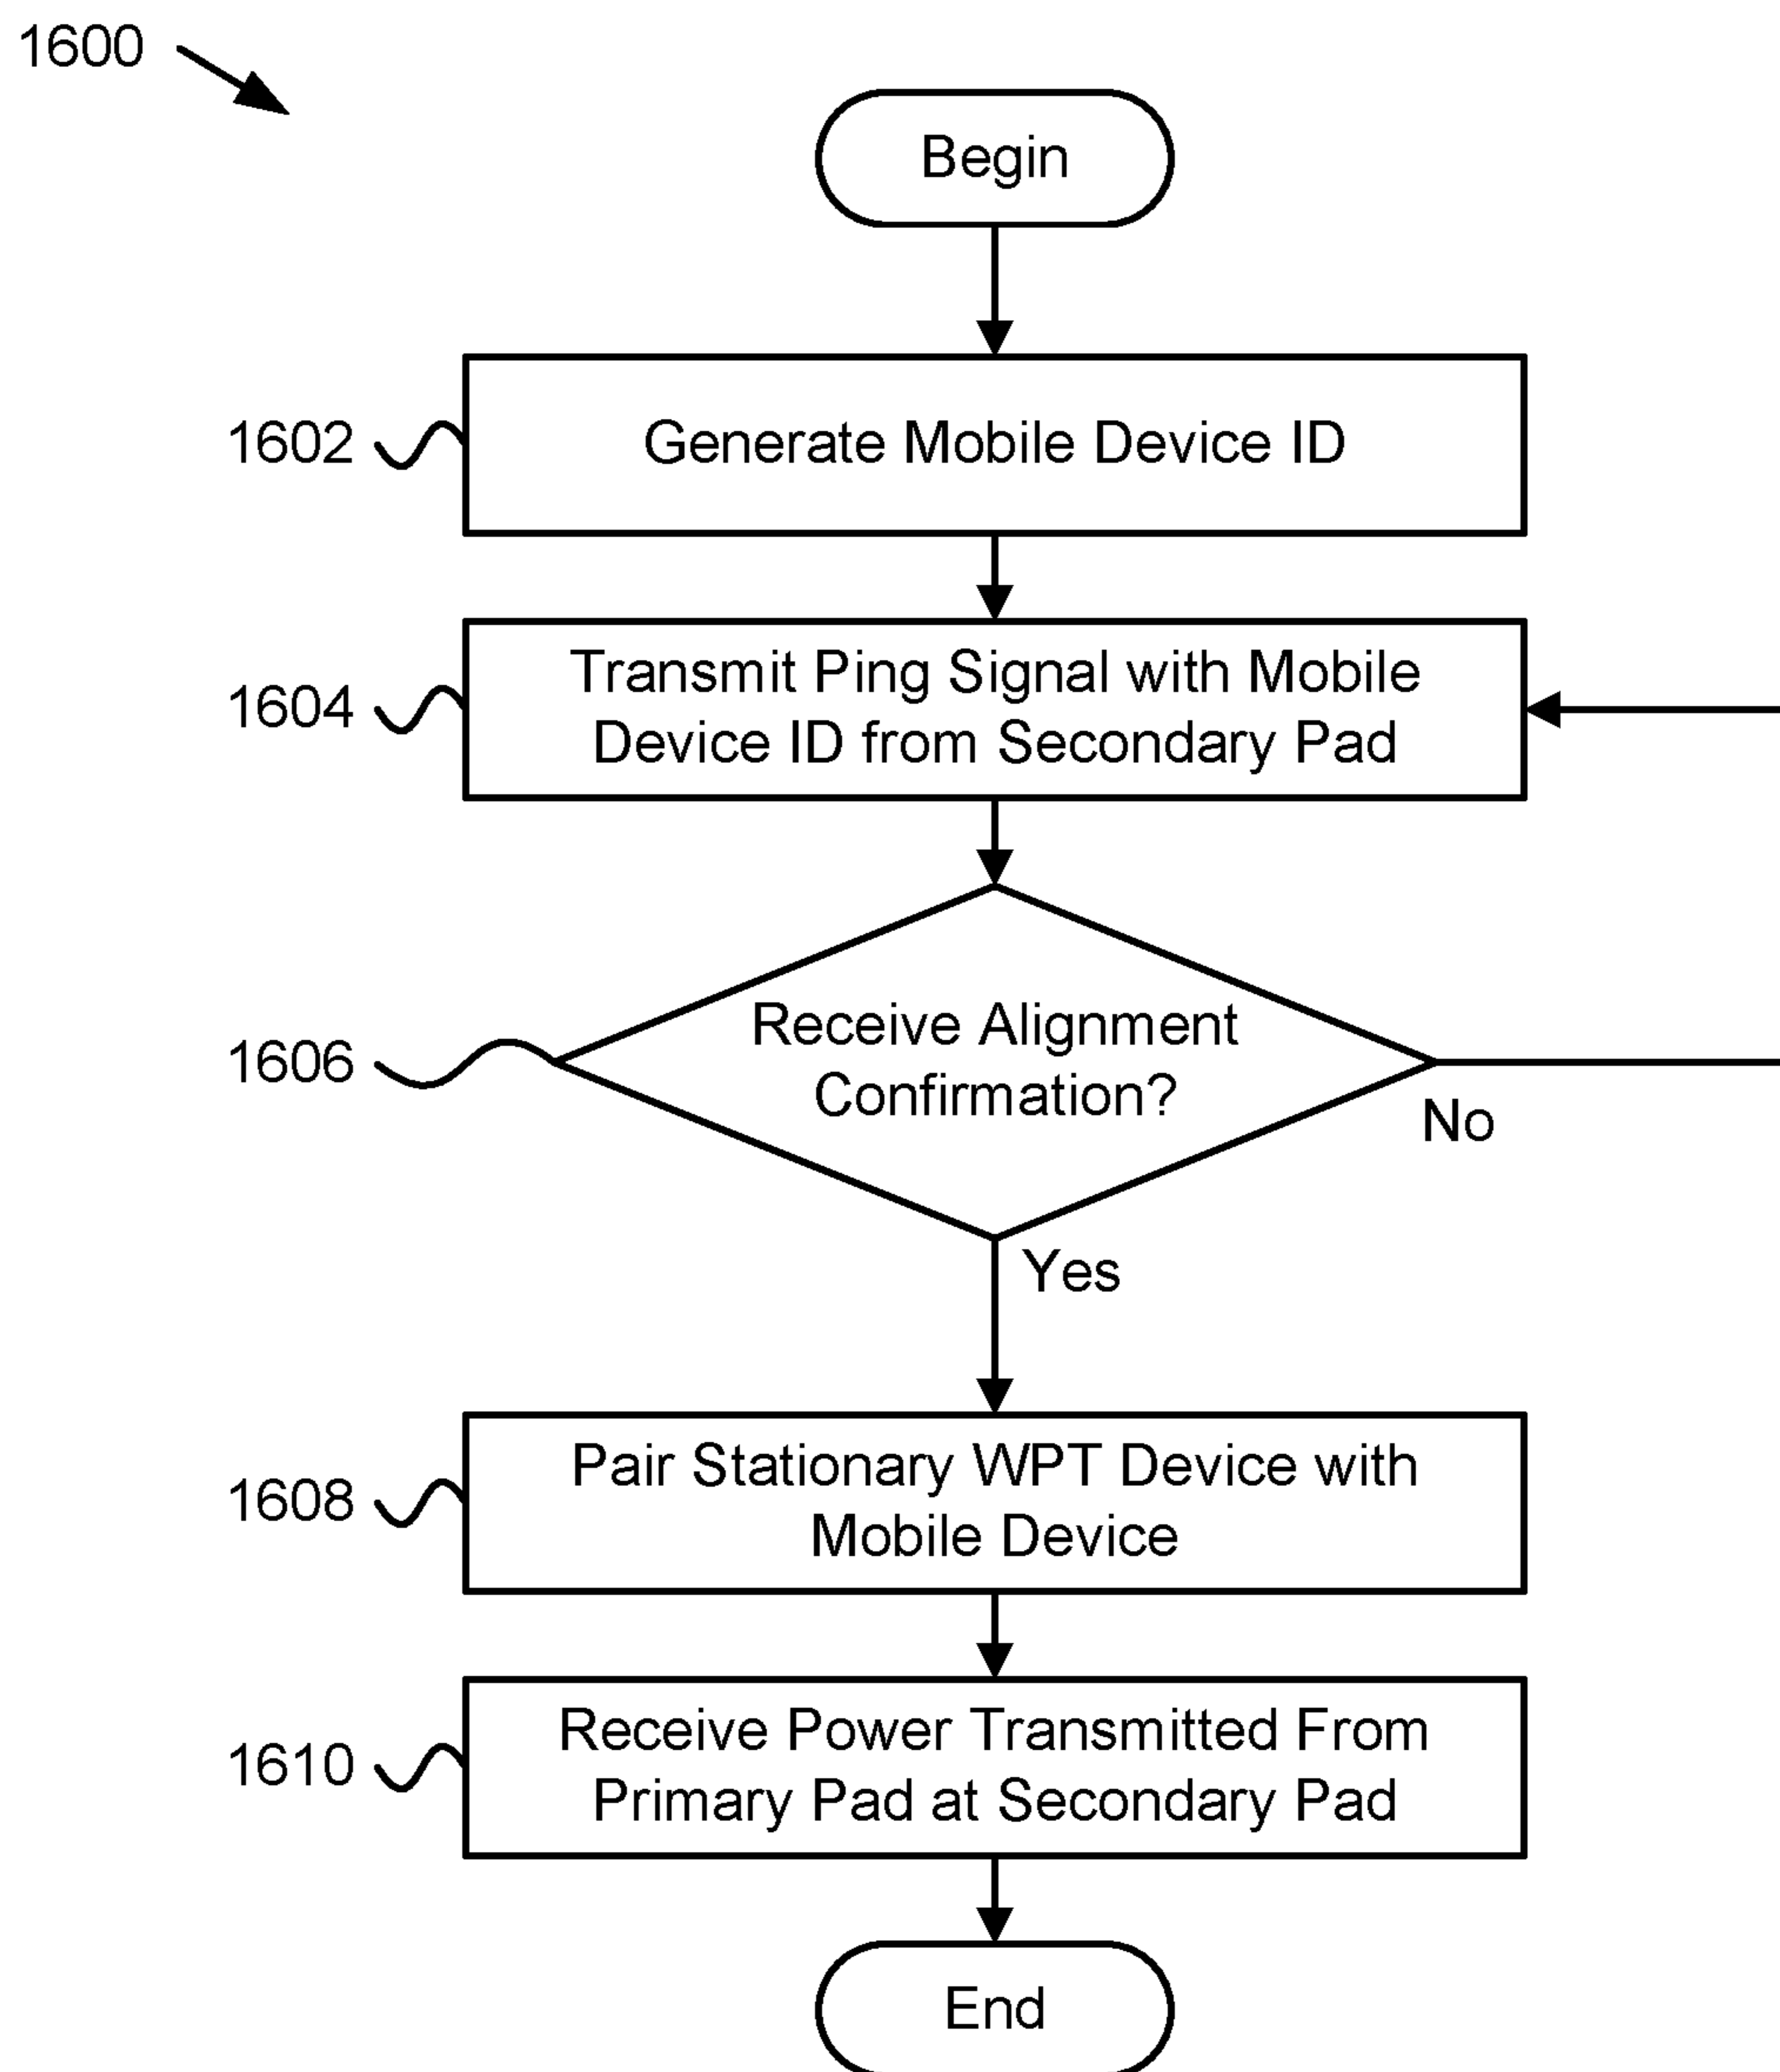 1600
Begin
1602
Generate Mobile Device ID
1604
Transmit Ping Signal with Mobile
Device ID from Secondary Pad
1606
Receive Alignment
Confirmation?
No
Yes
1608
Pair Stationary WPT Device with
Mobile Device
1610
Receive Power Transmitted From
Primary Pad at Secondary Pad
End